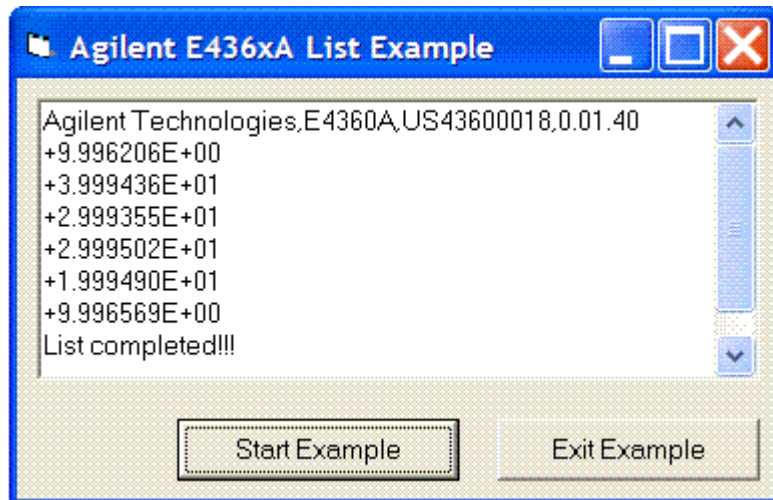 Agilent E436xA List Example
Agilent Technologies,E4360A,US43600018,0.01.40
+9.996206E+00
+3.999436E+01
+2.999355E+01
+2.999502E+01
+1.999490E+01
+9.996569E+00
List completed!!!
Start Example
Exit Example